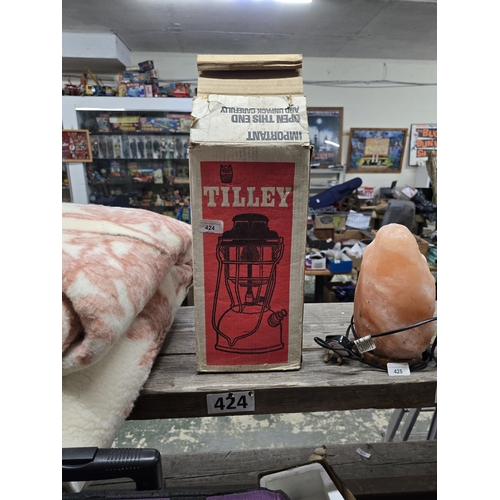 IMPORTANT
OPEN THIS END
AND UNPACK CAREFULLY
TILLEY
424
424
425